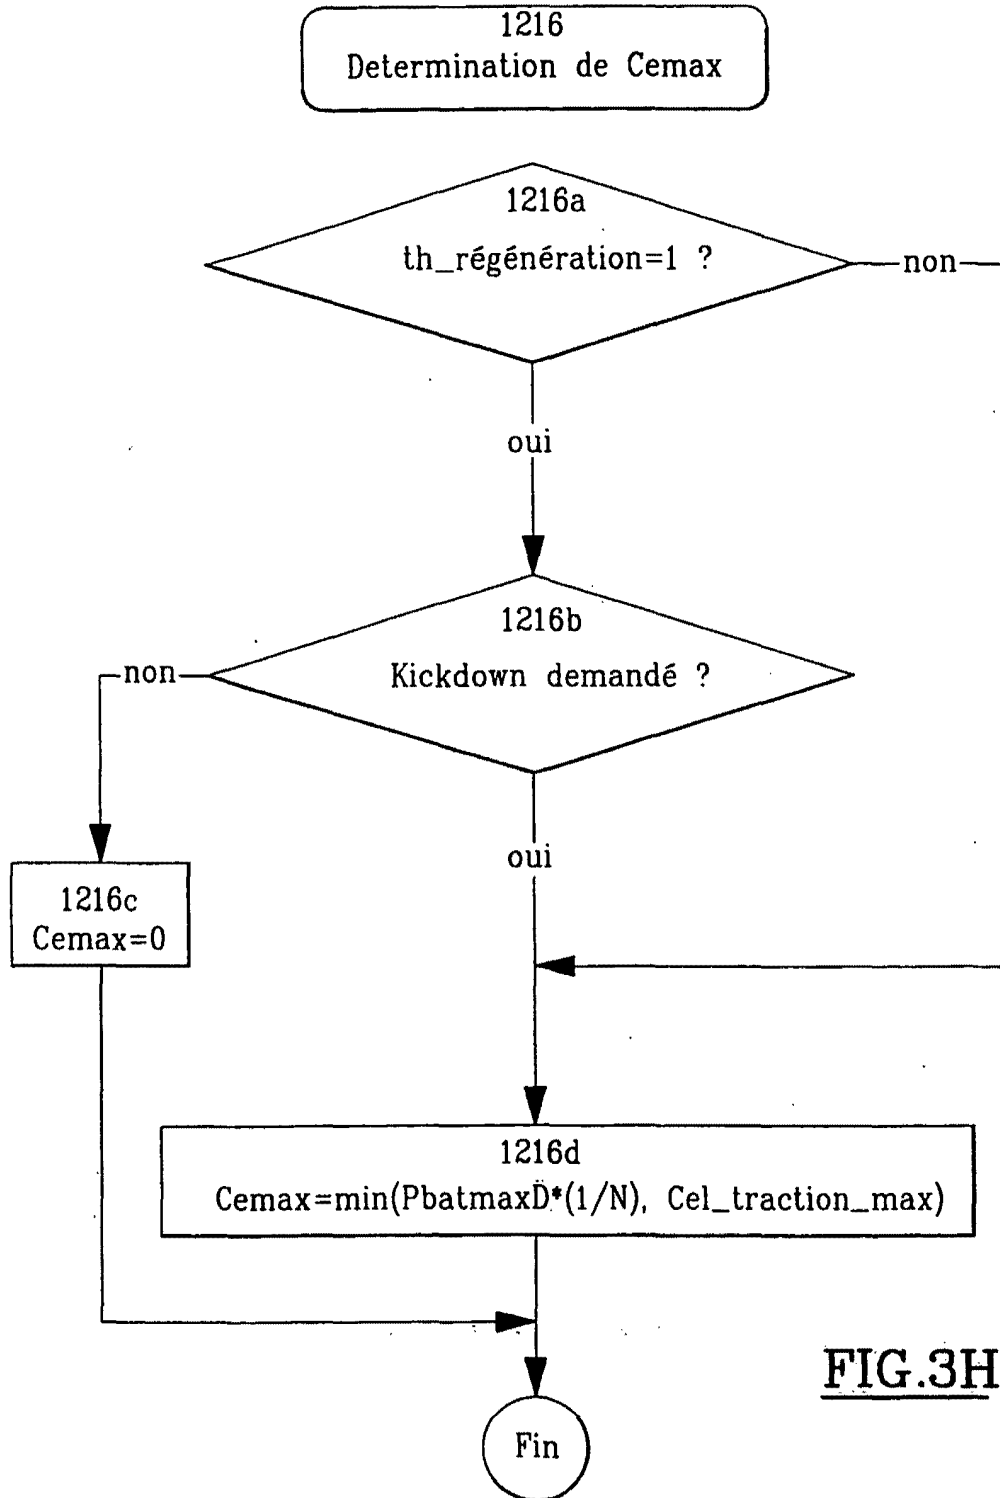 1216
Determination de Cemax
1216a
th_régénération=1 ?
non
oui
1216b
Kickdown demandé ?
non
oui
1216c
Cemax=0
1216d
Cemax=min(PbatmaxD*(1/N), Cel_traction_max)
FIG.3H
Fin